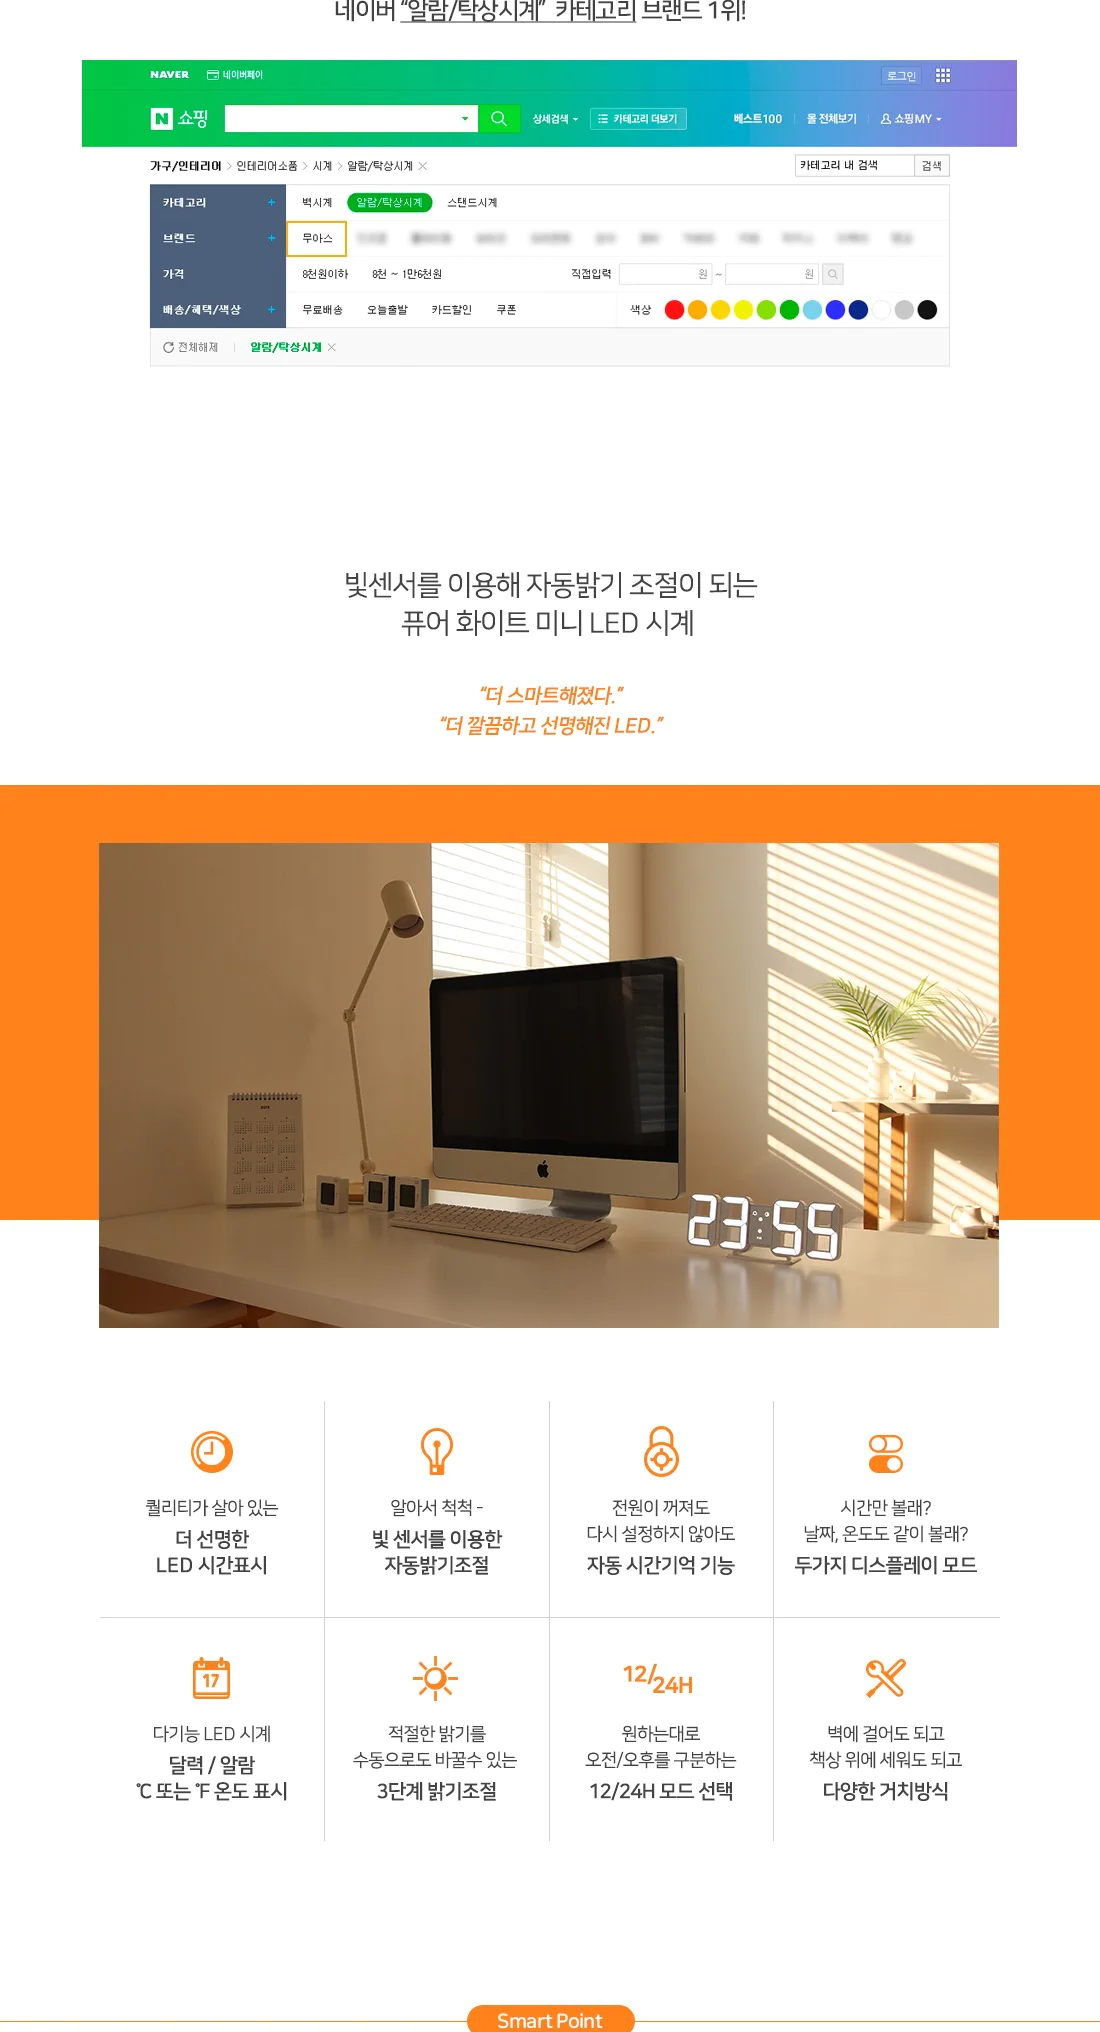 네이버 “알람/탁상시계” 카테고리 브랜드 1위!
NAVER 네이버페이 로그인
N 쇼핑 상세검색 카테고리 더보기 베스트100 몰 전체보기 쇼핑MY
가구/인테리어 > 인테리어소품 > 시계 > 알람/탁상시계 × 카테고리 내 검색 검색
카테고리 + 벽시계 알람/탁상시계 스탠드시계
브랜드 + 무아스
가격 8천원이하 8천 ~ 1만6천원 직접입력 원 ~ 원
배송/혜택/색상 + 무료배송 오늘출발 카드할인 쿠폰 색상
전체해제 알람/탁상시계 ×
빛센서를 이용해 자동밝기 조절이 되는
퓨어 화이트 미니 LED 시계
“더 스마트해졌다.”
“더 깔끔하고 선명해진 LED.”
23:55
퀄리티가 살아 있는
더 선명한
LED 시간표시
알아서 척척 -
빛 센서를 이용한
자동밝기조절
전원이 꺼져도
다시 설정하지 않아도
자동 시간기억 기능
시간만 볼래?
날짜, 온도도 같이 볼래?
두가지 디스플레이 모드
17
다기능 LED 시계
달력 / 알람
℃ 또는 ℉ 온도 표시
적절한 밝기를
수동으로도 바꿀수 있는
3단계 밝기조절
12/24H
원하는대로
오전/오후를 구분하는
12/24H 모드 선택
벽에 걸어도 되고
책상 위에 세워도 되고
다양한 거치방식
Smart Point